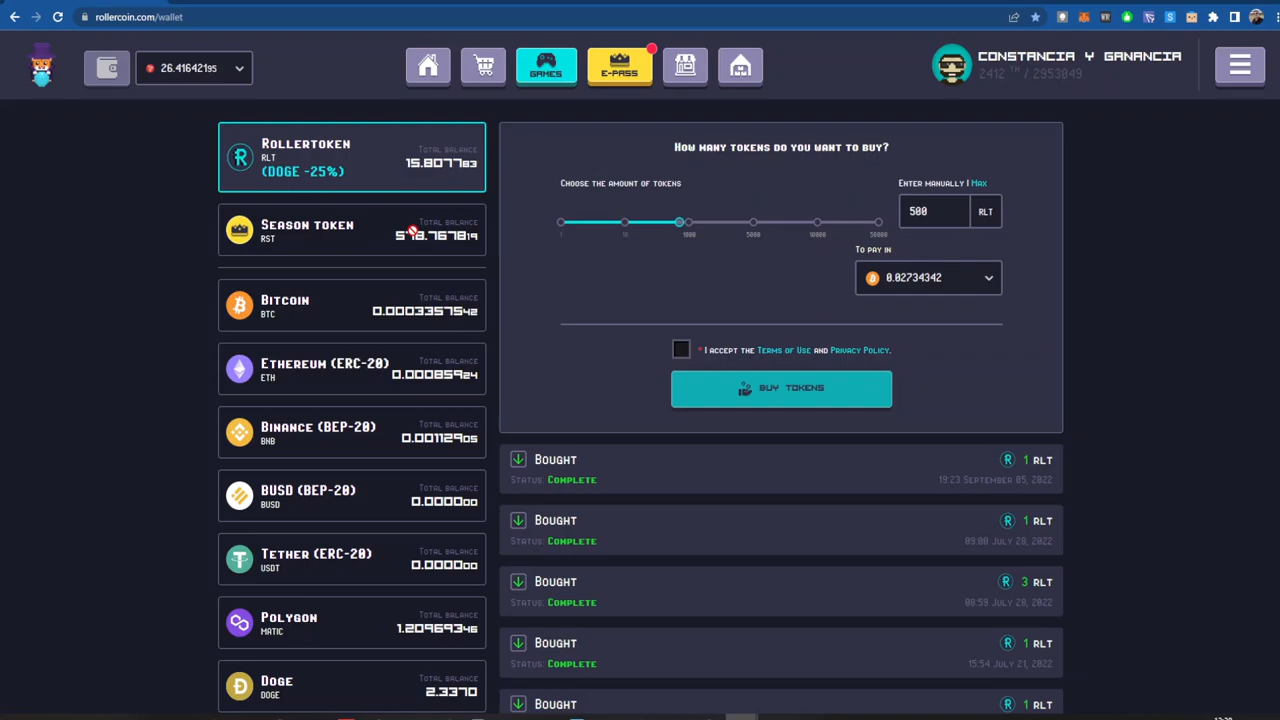 rollercoin.com/wallet
26.41642195
GAMES
E-PASS
CONSTANCIA Y GANANCIA
2412 TH / 2953849
ROLLERTOKEN
RLT
(DOGE -25%)
TOTAL BALANCE
15.807783
SEASON TOKEN
RST
TOTAL BALANCE
BITCOIN
BTC
TOTAL BALANCE
0.0003357542
ETHEREUM (ERC-20)
ETH
TOTAL BALANCE
0.00085924
BINANCE (BEP-20)
BNB
TOTAL BALANCE
0.00112905
BUSD (BEP-20)
BUSD
TOTAL BALANCE
0.000000
TETHER (ERC-20)
USDT
TOTAL BALANCE
0.000000
POLYGON
MATIC
TOTAL BALANCE
1.20969346
DOGE
DOGE
TOTAL BALANCE
2.3370
HOW MANY TOKENS DO YOU WANT TO BUY?
CHOOSE THE AMOUNT OF TOKENS
ENTER MANUALLY | MAX
500 RLT
1 10 1000 5000 10000 50000
TO PAY IN
0.02734342
* I ACCEPT THE TERMS OF USE AND PRIVACY POLICY.
BUY TOKENS
BOUGHT
1 RLT
STATUS: COMPLETE
19:23 SEPTEMBER 05, 2022
BOUGHT
1 RLT
STATUS: COMPLETE
09:00 JULY 28, 2022
BOUGHT
3 RLT
STATUS: COMPLETE
08:59 JULY 28, 2022
BOUGHT
1 RLT
STATUS: COMPLETE
15:54 JULY 21, 2022
BOUGHT
1 RLT